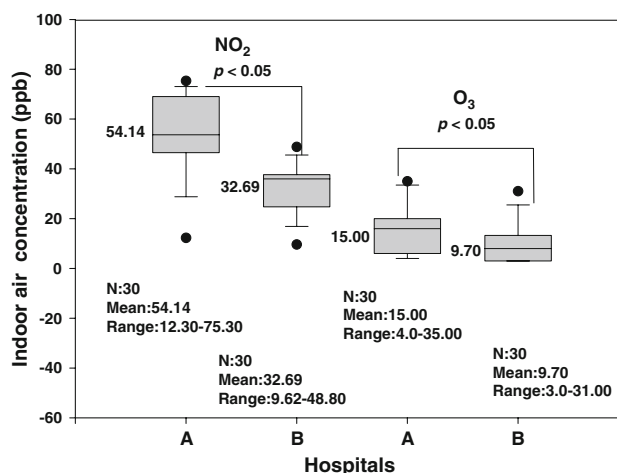 100
80
60
40
20
0
-20
-40
-60
Indoor air concentration (ppb)
NO2
p < 0.05
O3
p < 0.05
54.14
32.69
15.00
9.70
N:30
Mean:54.14
Range:12.30-75.30
N:30
Mean:32.69
Range:9.62-48.80
N:30
Mean:15.00
Range:4.0-35.00
N:30
Mean:9.70
Range:3.0-31.00
A B A B
Hospitals